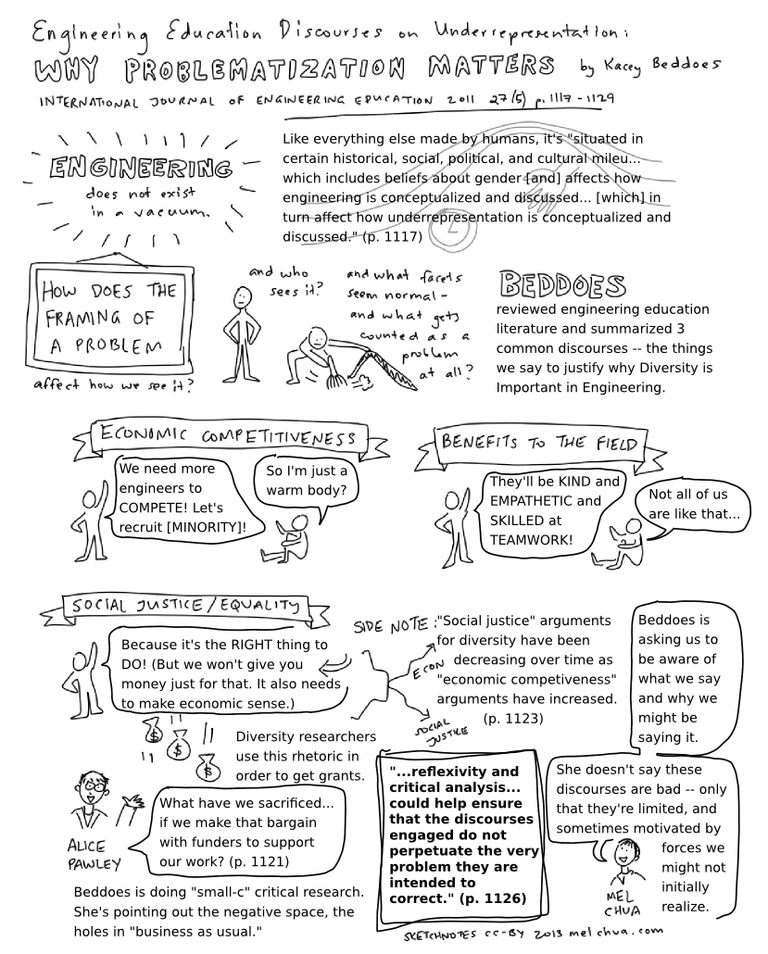 Engineering Education Discourses on Underrepresentation:
WHY PROBLEMATIZATION MATTERS by Kacey Beddoes
INTERNATIONAL JOURNAL OF ENGINEERING EDUCATION 2011 27(5) p. 1117 - 1129
ENGINEERING
does not exist
in a vacuum.
Like everything else made by humans, it's "situated in
certain historical, social, political, and cultural mileu...
which includes beliefs about gender [and] affects how
engineering is conceptualized and discussed... [which] in
turn affect how underrepresentation is conceptualized and
discussed." (p. 1117)
HOW DOES THE
FRAMING OF
A PROBLEM
affect how we see it?
and who
sees it?
and what facets
seem normal -
and what gets
counted as a
problem
at all?
BEDDOES
reviewed engineering education
literature and summarized 3
common discourses -- the things
we say to justify why Diversity is
Important in Engineering.
ECONOMIC COMPETITIVENESS
We need more
engineers to
COMPETE! Let's
recruit [MINORITY]!
So I'm just a
warm body?
BENEFITS TO THE FIELD
They'll be KIND and
EMPATHETIC and
SKILLED at
TEAMWORK!
Not all of us
are like that...
SOCIAL JUSTICE/EQUALITY
Because it's the RIGHT thing to
DO! (But we won't give you
money just for that. It also needs
to make economic sense.)
$
$
$
Diversity researchers
use this rhetoric in
order to get grants.
SIDE NOTE:
"Social justice" arguments
for diversity have been
decreasing over time as
"economic competiveness"
arguments have increased.
(p. 1123)
ECON
SOCIAL
JUSTICE
Beddoes is
asking us to
be aware of
what we say
and why we
might be
saying it.
ALICE
PAWLEY
What have we sacrificed...
if we make that bargain
with funders to support
our work? (p. 1121)
"...reflexivity and
critical analysis...
could help ensure
that the discourses
engaged do not
perpetuate the very
problem they are
intended to
correct." (p. 1126)
She doesn't say these
discourses are bad -- only
that they're limited, and
sometimes motivated by
forces we
might not
initially
realize.
MEL
CHUA
Beddoes is doing "small-c" critical research.
She's pointing out the negative space, the
holes in "business as usual."
SKETCHNOTES CC-BY 2013 melchua.com